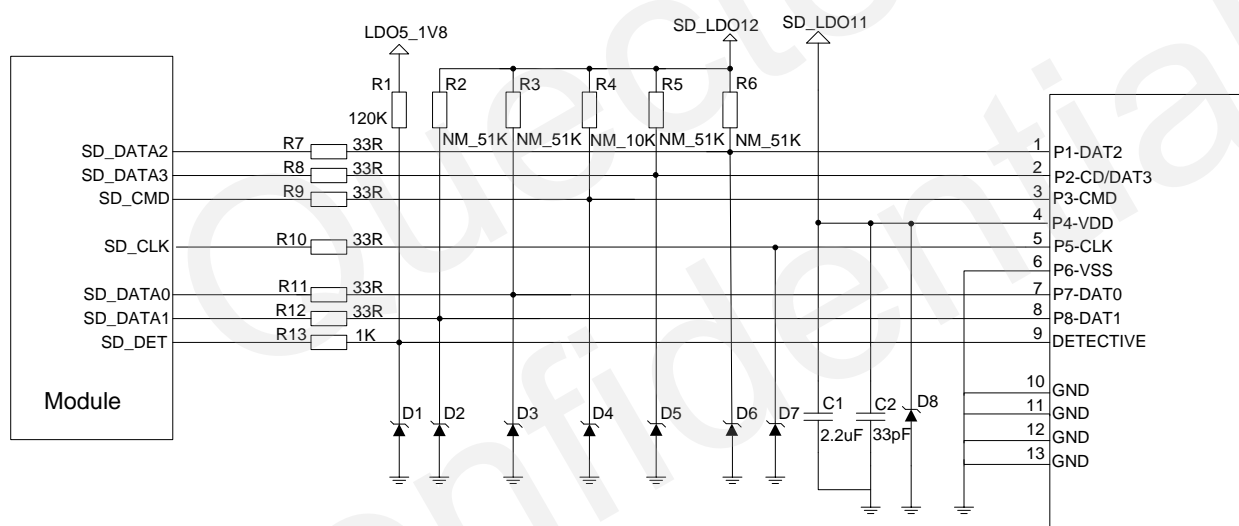 SD_LDO12 SD_LDO11
LDO5_1V8
R1 R2 R3 R4 R5 R6
120K NM_51K NM_51K NM_10K NM_51K NM_51K
SD_DATA2 R7 33R 1 P1-DAT2
SD_DATA3 R8 33R 2 P2-CD/DAT3
SD_CMD R9 33R 3 P3-CMD
4 P4-VDD
SD_CLK R10 33R 5 P5-CLK
6 P6-VSS
SD_DATA0 R11 33R 7 P7-DAT0
SD_DATA1 R12 33R 8 P8-DAT1
SD_DET R13 1K 9 DETECTIVE
10 GND
Module D1 D2 D3 D4 D5 D6 D7 C1 C2 D8
11 GND
2.2uF 33pF
12 GND
13 GND
Confidential